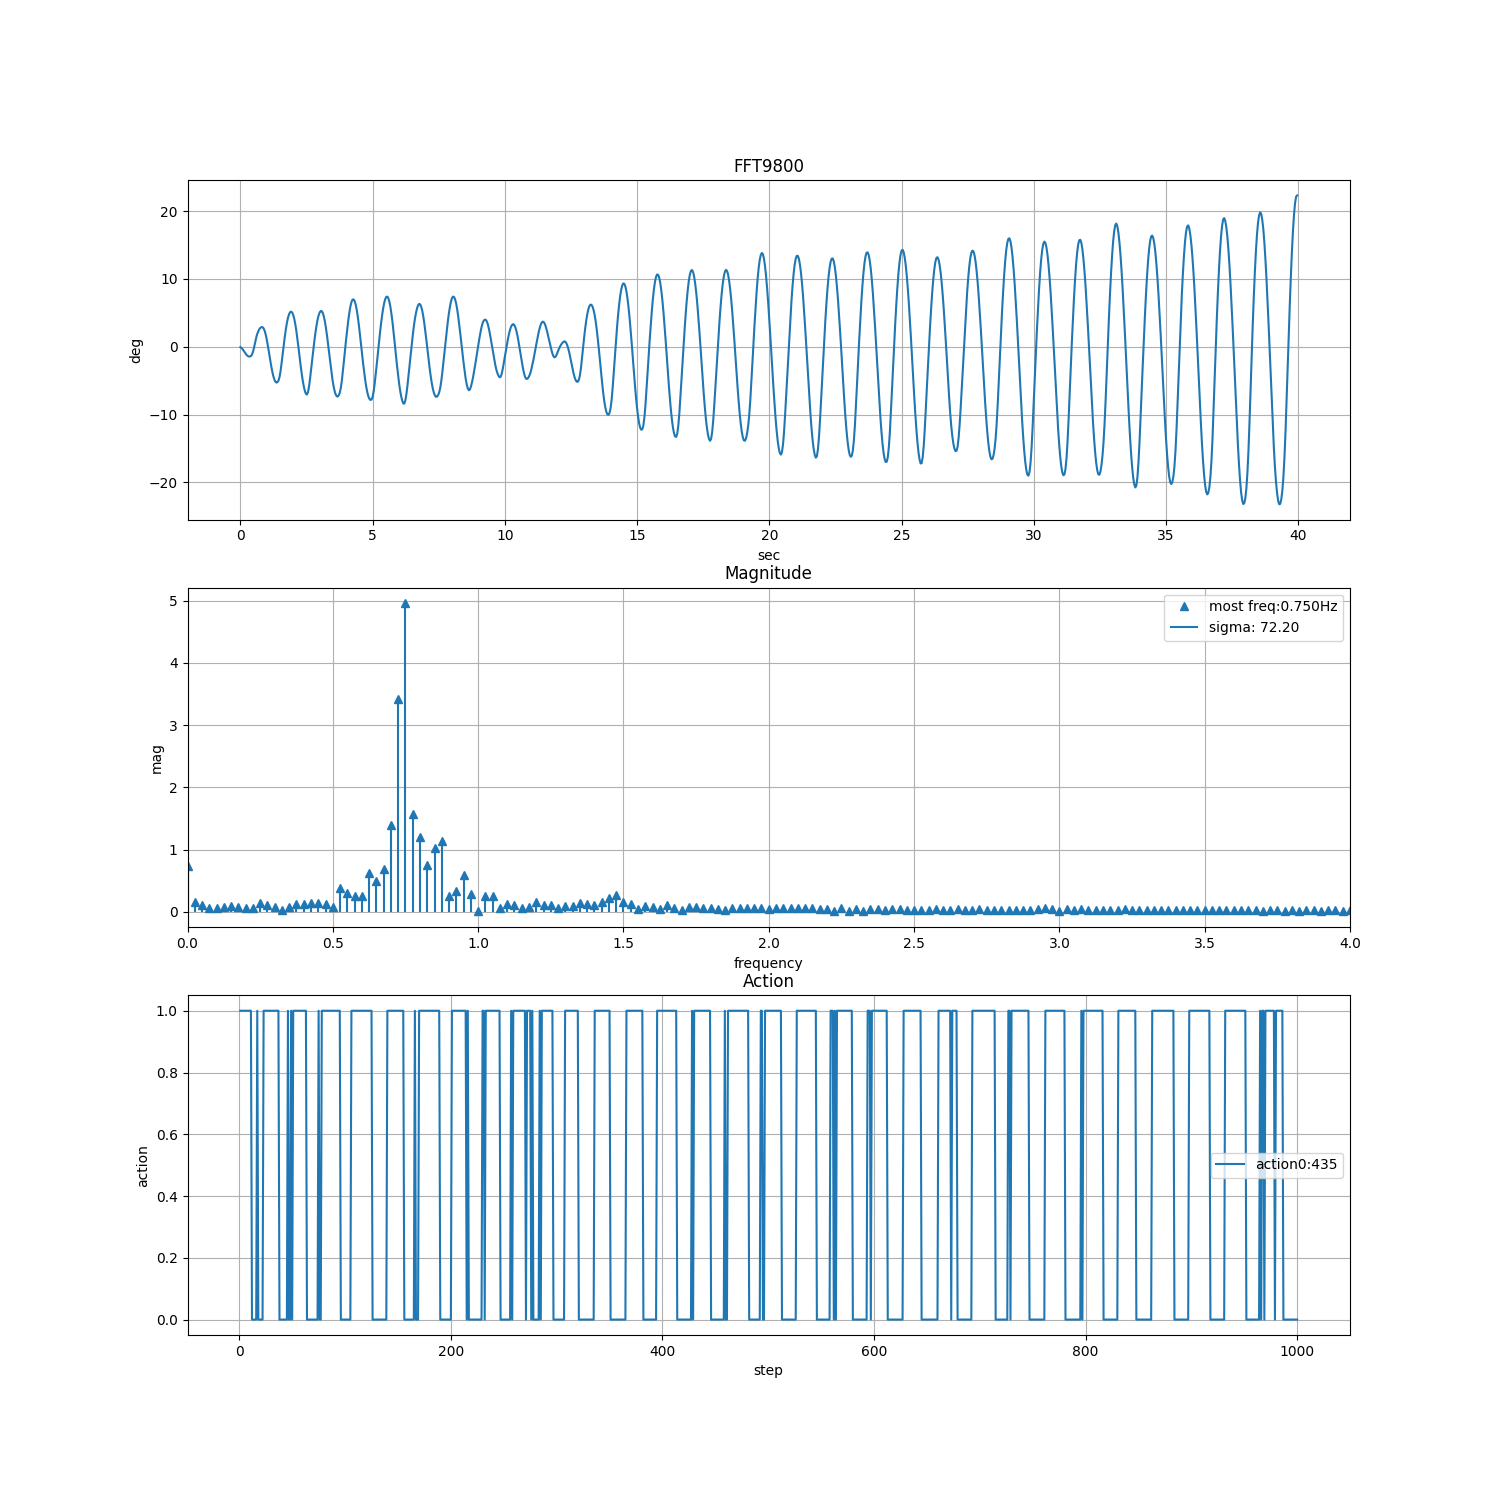 FFT9800
20
10
0
−10
−20
deg
0 5 10 15 20 25 30 35 40
sec
Magnitude
5
4
3
2
1
0
mag
most freq:0.750Hz
sigma: 72.20
0.0 0.5 1.0 1.5 2.0 2.5 3.0 3.5 4.0
frequency
Action
1.0
0.8
0.6
0.4
0.2
0.0
action
action0:435
0 200 400 600 800 1000
step